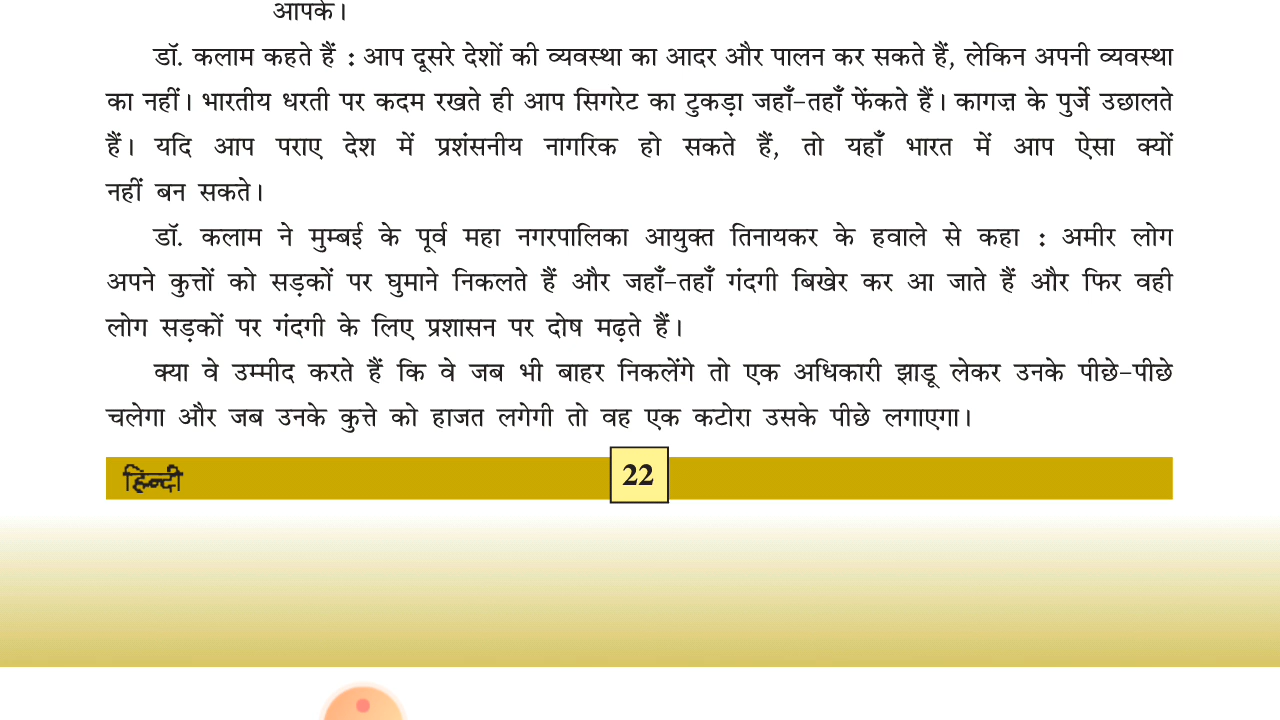 आपके।
डॉ. कलाम कहते हैं : आप दूसरे देशों की व्यवस्था का आदर और पालन कर सकते हैं, लेकिन अपनी व्यवस्था
का नहीं। भारतीय धरती पर कदम रखते ही आप सिगरेट का टुकड़ा जहाँ-तहाँ फेंकते हैं। कागज़ के पुर्जे उछालते
हैं। यदि आप पराए देश में प्रशंसनीय नागरिक हो सकते हैं, तो यहाँ भारत में आप ऐसा क्यों
नहीं बन सकते।
डॉ. कलाम ने मुम्बई के पूर्व महा नगरपालिका आयुक्त तिनायकर के हवाले से कहा : अमीर लोग
अपने कुत्तों को सड़कों पर घुमाने निकलते हैं और जहाँ-तहाँ गंदगी बिखेर कर आ जाते हैं और फिर वही
लोग सड़कों पर गंदगी के लिए प्रशासन पर दोष मढ़ते हैं।
क्या वे उम्मीद करते हैं कि वे जब भी बाहर निकलेंगे तो एक अधिकारी झाडू लेकर उनके पीछे-पीछे
चलेगा और जब उनके कुत्ते को हाजत लगेगी तो वह एक कटोरा उसके पीछे लगाएगा।
हिन्दी
22